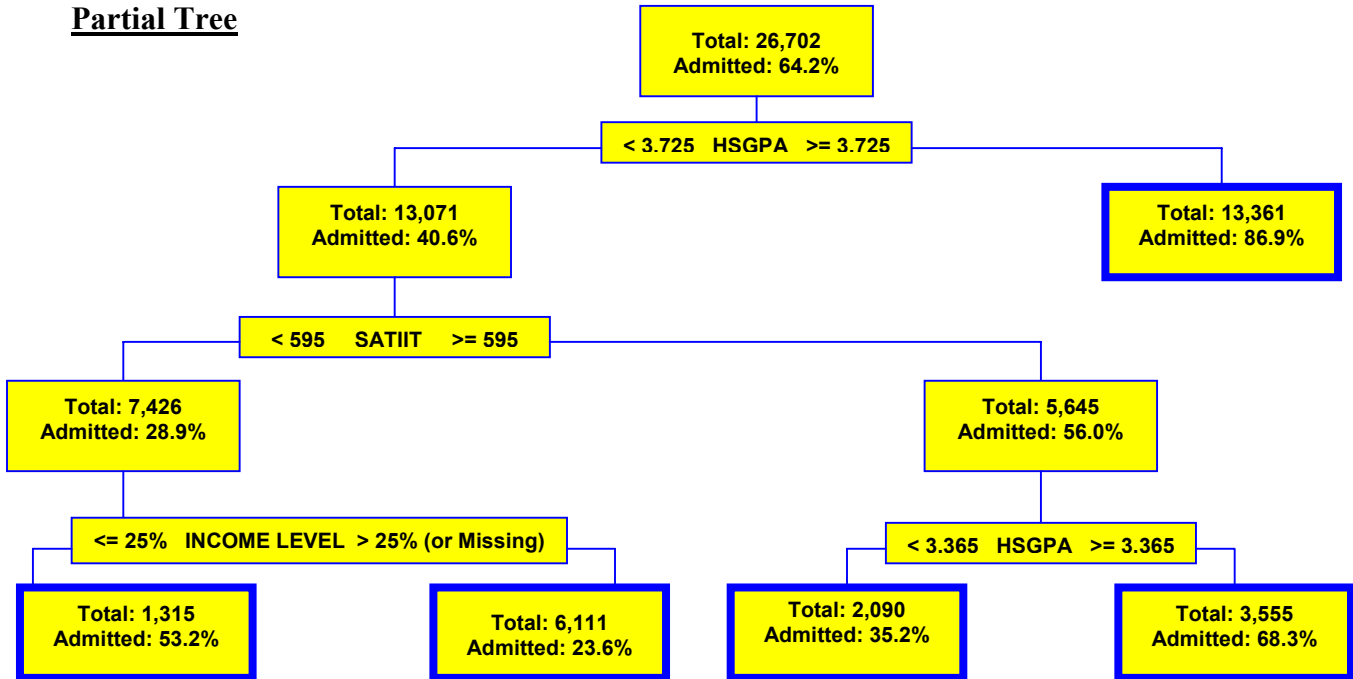 Partial Tree
Total: 26,702
Admitted: 64.2%
< 3.725 HSGPA >= 3.725
Total: 13,071
Admitted: 40.6%
Total: 13,361
Admitted: 86.9%
< 595 SATIIT >= 595
Total: 7,426
Admitted: 28.9%
Total: 5,645
Admitted: 56.0%
<= 25% INCOME LEVEL > 25% (or Missing)
< 3.365 HSGPA >= 3.365
Total: 1,315
Admitted: 53.2%
Total: 6,111
Admitted: 23.6%
Total: 2,090
Admitted: 35.2%
Total: 3,555
Admitted: 68.3%